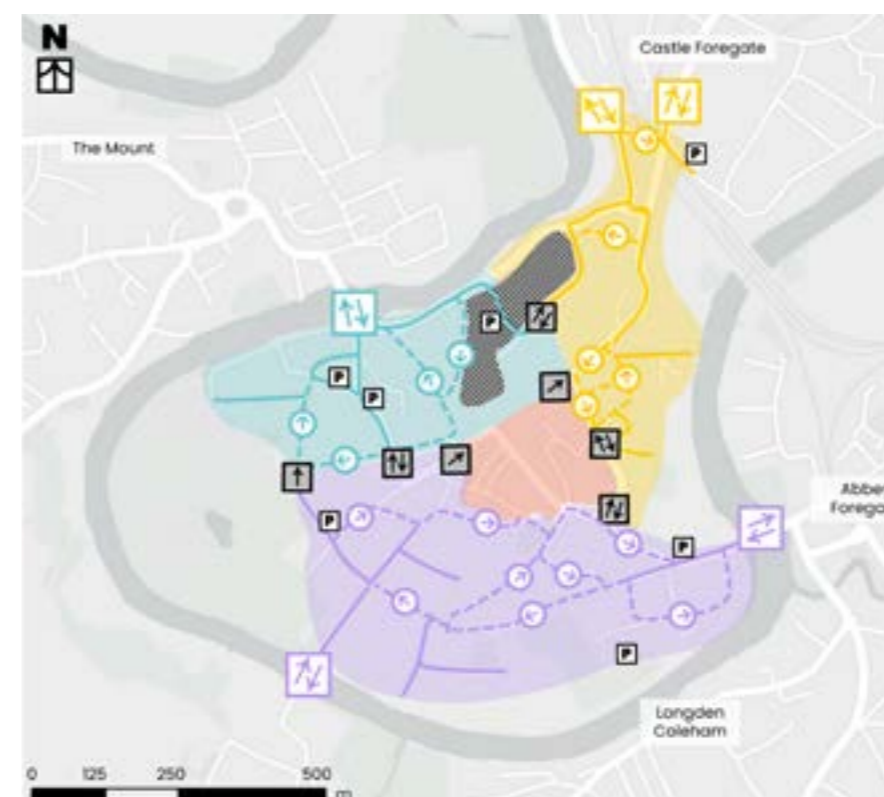 N
Castle Foregate
The Mount
P
P
P
P
P
P
P
Abbe
Forega
Longden
Coleham
0 125 250 500
m